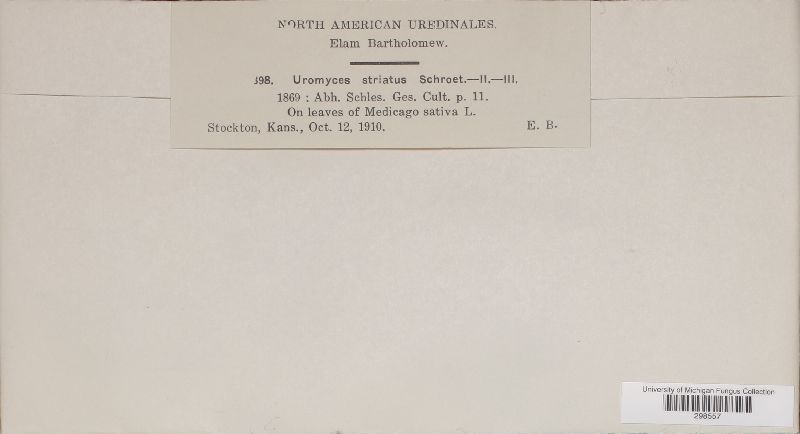 NORTH AMERICAN UREDINALES.
Elam Bartholomew.
398. Uromyces striatus Schroet.—II.—III.
1869 : Abh. Schles. Ges. Cult. p. 11.
On leaves of Medicago sativa L.
Stockton, Kans., Oct. 12, 1910. E. B.
University of Michigan Fungus Collection
298557